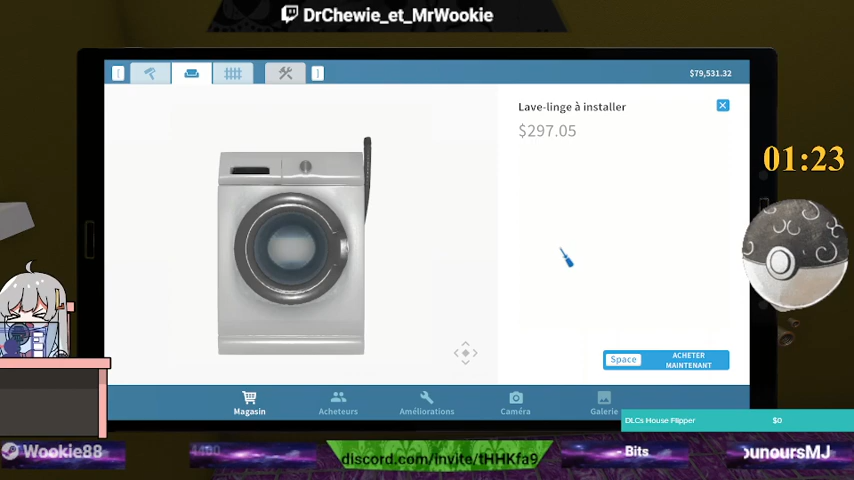 DrChewie_et_MrWookie
$79,531.32
Lave-linge à installer
$297.05
01:23
Space
ACHETER
MAINTENANT
Magasin
Acheteurs
Améliorations
Caméra
Galerie
DLCs House Flipper $0
Wookie88
discord.com/invite/tHHKfa9
Bits
ounoursMJ